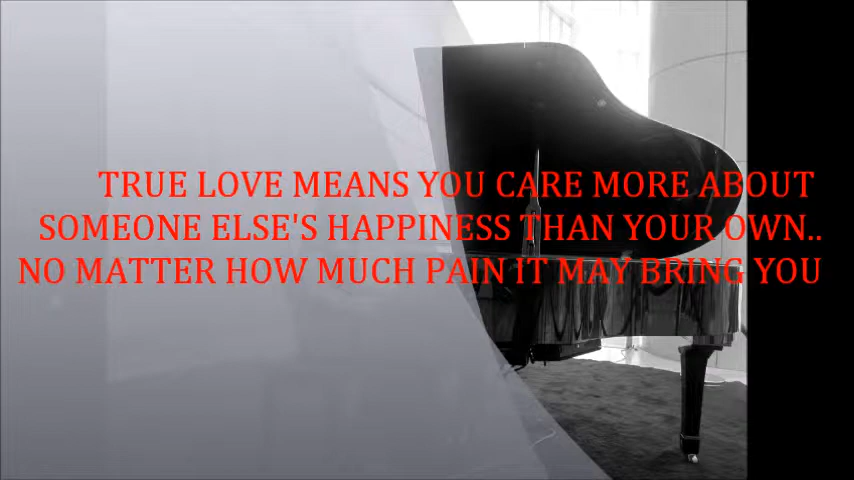 TRUE LOVE MEANS YOU CARE MORE ABOUT
SOMEONE ELSE'S HAPPINESS THAN YOUR OWN..
NO MATTER HOW MUCH PAIN IT MAY BRING YOU